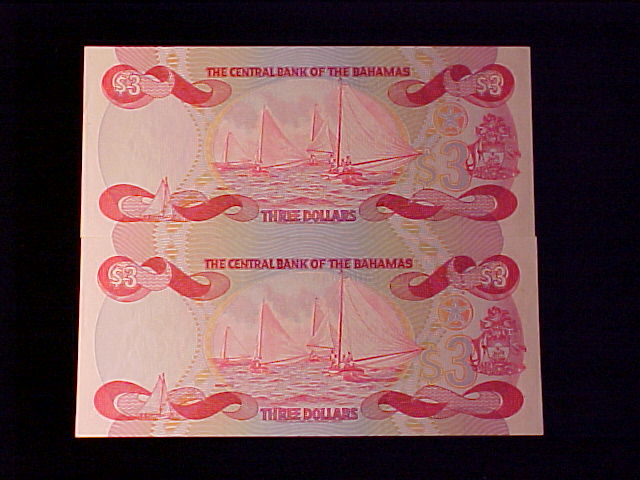 $3 THE CENTRAL BANK OF THE BAHAMAS $3
$3
THREE DOLLARS
$3 THE CENTRAL BANK OF THE BAHAMAS $3
$3
THREE DOLLARS